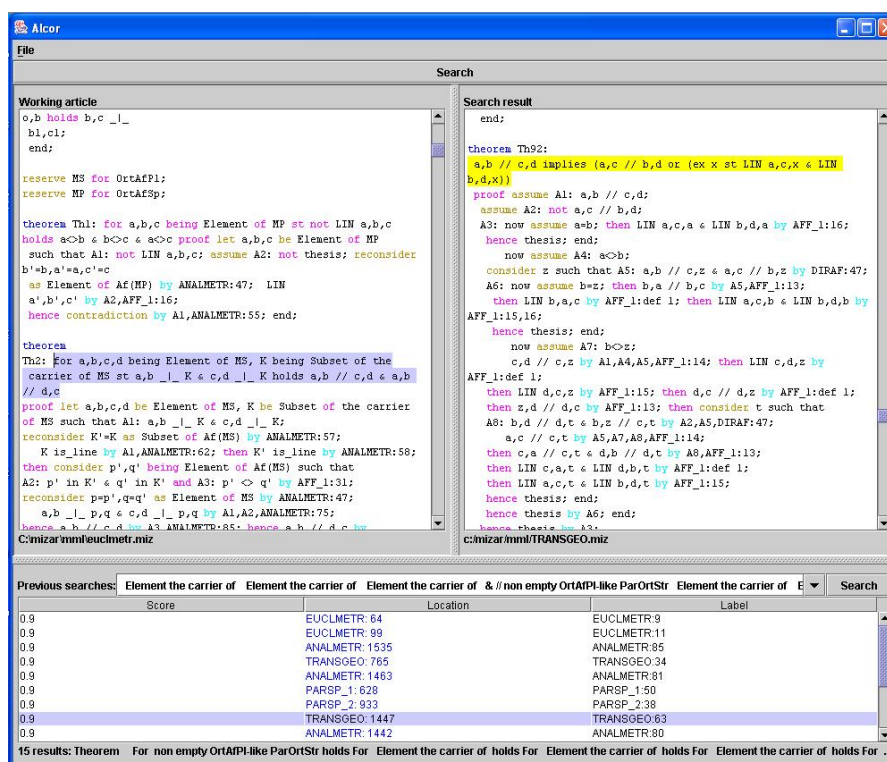 Alcor
File
Search
Working article
o,b holds b,c _|_
b1,c1;
end;
reserve MS for OrtAfPl;
reserve MP for OrtAfSp;
theorem Th1: for a,b,c being Element of MP st not LIN a,b,c
holds a<>b & b<>c & a<>c proof let a,b,c be Element of MP
such that A1: not LIN a,b,c; assume A2: not thesis; reconsider
b'=b,a'=a,c'=c
as Element of Af(MP) by ANALMETR:47; LIN
a',b',c' by A2,AFF_1:16;
hence contradiction by A1,ANALMETR:55; end;
theorem
Th2: for a,b,c,d being Element of MS, K being Subset of the
carrier of MS st a,b _|_ K & c,d _|_ K holds a,b // c,d & a,b
// d,c
proof let a,b,c,d be Element of MS, K be Subset of the carrier
of MS such that A1: a,b _|_ K & c,d _|_ K;
reconsider K'=K as Subset of Af(MS) by ANALMETR:57;
K is_line by A1,ANALMETR:62; then K' is_line by ANALMETR:58;
then consider p',q' being Element of Af(MS) such that
A2: p' in K' & q' in K' and A3: p' <> q' by AFF_1:31;
reconsider p=p',q=q' as Element of MS by ANALMETR:47;
a,b _|_ p,q & c,d _|_ p,q by A1,A2,ANALMETR:75;
hence a,b // c,d by A3,ANALMETR:85; hence a,b // d,c by
C:\mizar\mml\euclmetr.miz
Search result
end;
theorem Th92:
a,b // c,d implies (a,c // b,d or (ex x st LIN a,c,x & LIN
b,d,x))
proof assume A1: a,b // c,d;
assume A2: not a,c // b,d;
A3: now assume a=b; then LIN a,c,a & LIN b,d,a by AFF_1:16;
hence thesis; end;
now assume A4: a<>b;
consider z such that A5: a,b // c,z & a,c // b,z by DIRAF:47;
A6: now assume b=z; then b,a // b,c by A5,AFF_1:13;
then LIN b,a,c by AFF_1:def 1; then LIN a,c,b & LIN b,d,b by
AFF_1:15,16;
hence thesis; end;
now assume A7: b<>z;
c,d // c,z by A1,A4,A5,AFF_1:14; then LIN c,d,z by
AFF_1:def 1;
then LIN d,c,z by AFF_1:15; then d,c // d,z by AFF_1:def 1;
then z,d // d,c by AFF_1:13; then consider t such that
A8: b,d // d,t & b,z // c,t by A2,A5,DIRAF:47;
a,c // c,t by A5,A7,A8,AFF_1:14;
then c,a // c,t & d,b // d,t by A8,AFF_1:13;
then LIN c,a,t & LIN d,b,t by AFF_1:def 1;
then LIN a,c,t & LIN b,d,t by AFF_1:15;
hence thesis; end;
hence thesis by A6; end;
hence thesis by A3;
c:/mizar/mml/TRANSGEO.miz
Previous searches: Element the carrier of Element the carrier of Element the carrier of & // non empty OrtAfPl-like ParOrtStr Element the carrier of E Search
Score Location Label
0.9 EUCLMETR: 64 EUCLMETR:9
0.9 EUCLMETR: 99 EUCLMETR:11
0.9 ANALMETR: 1535 ANALMETR:85
0.9 TRANSGEO: 765 TRANSGEO:34
0.9 ANALMETR: 1463 ANALMETR:81
0.9 PARSP_1: 628 PARSP_1:50
0.9 PARSP_2: 933 PARSP_2:38
0.9 TRANSGEO: 1447 TRANSGEO:63
0.9 ANALMETR: 1442 ANALMETR:80
15 results: Theorem For non empty OrtAfPl-like ParOrtStr holds For Element the carrier of holds For Element the carrier of holds For Element the carrier of holds For .